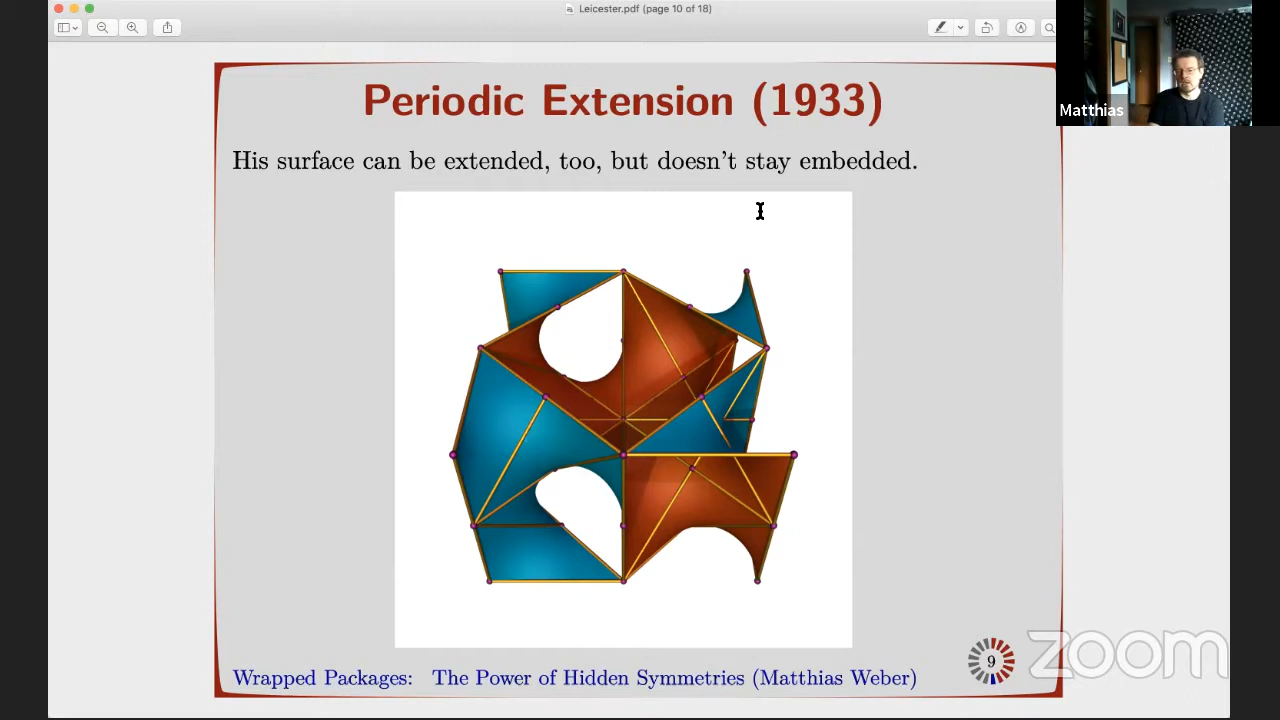 Leicester.pdf (page 10 of 18)
Matthias
Periodic Extension (1933)
His surface can be extended, too, but doesn't stay embedded.
9
zoom
Wrapped Packages: The Power of Hidden Symmetries (Matthias Weber)